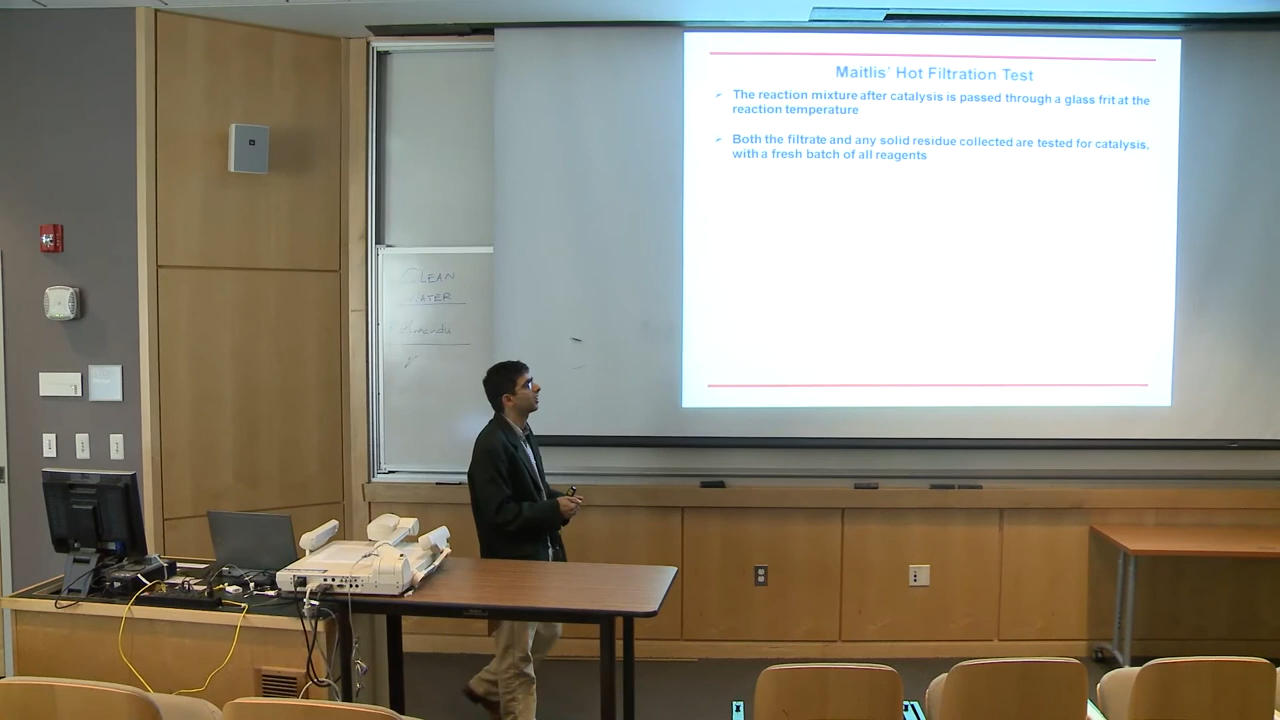 Maitlis' Hot Filtration Test
The reaction mixture after catalysis is passed through a glass frit at the
reaction temperature
Both the filtrate and any solid residue collected are tested for catalysis,
with a fresh batch of all reagents
CLEAN
WATER